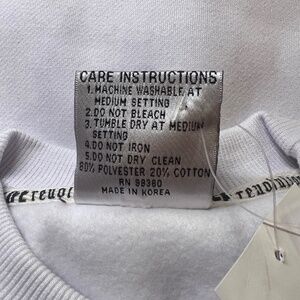 CARE INSTRUCTIONS
1. MACHINE WASHABLE AT
MEDIUM SETTING
2. DO NOT BLEACH
3. TUMBLE DRY AT MEDIUM
SETTING
4. DO NOT IRON
5. DO NOT DRY CLEAN
80% POLYESTER 20% COTTON
RN 98380
MADE IN KOREA